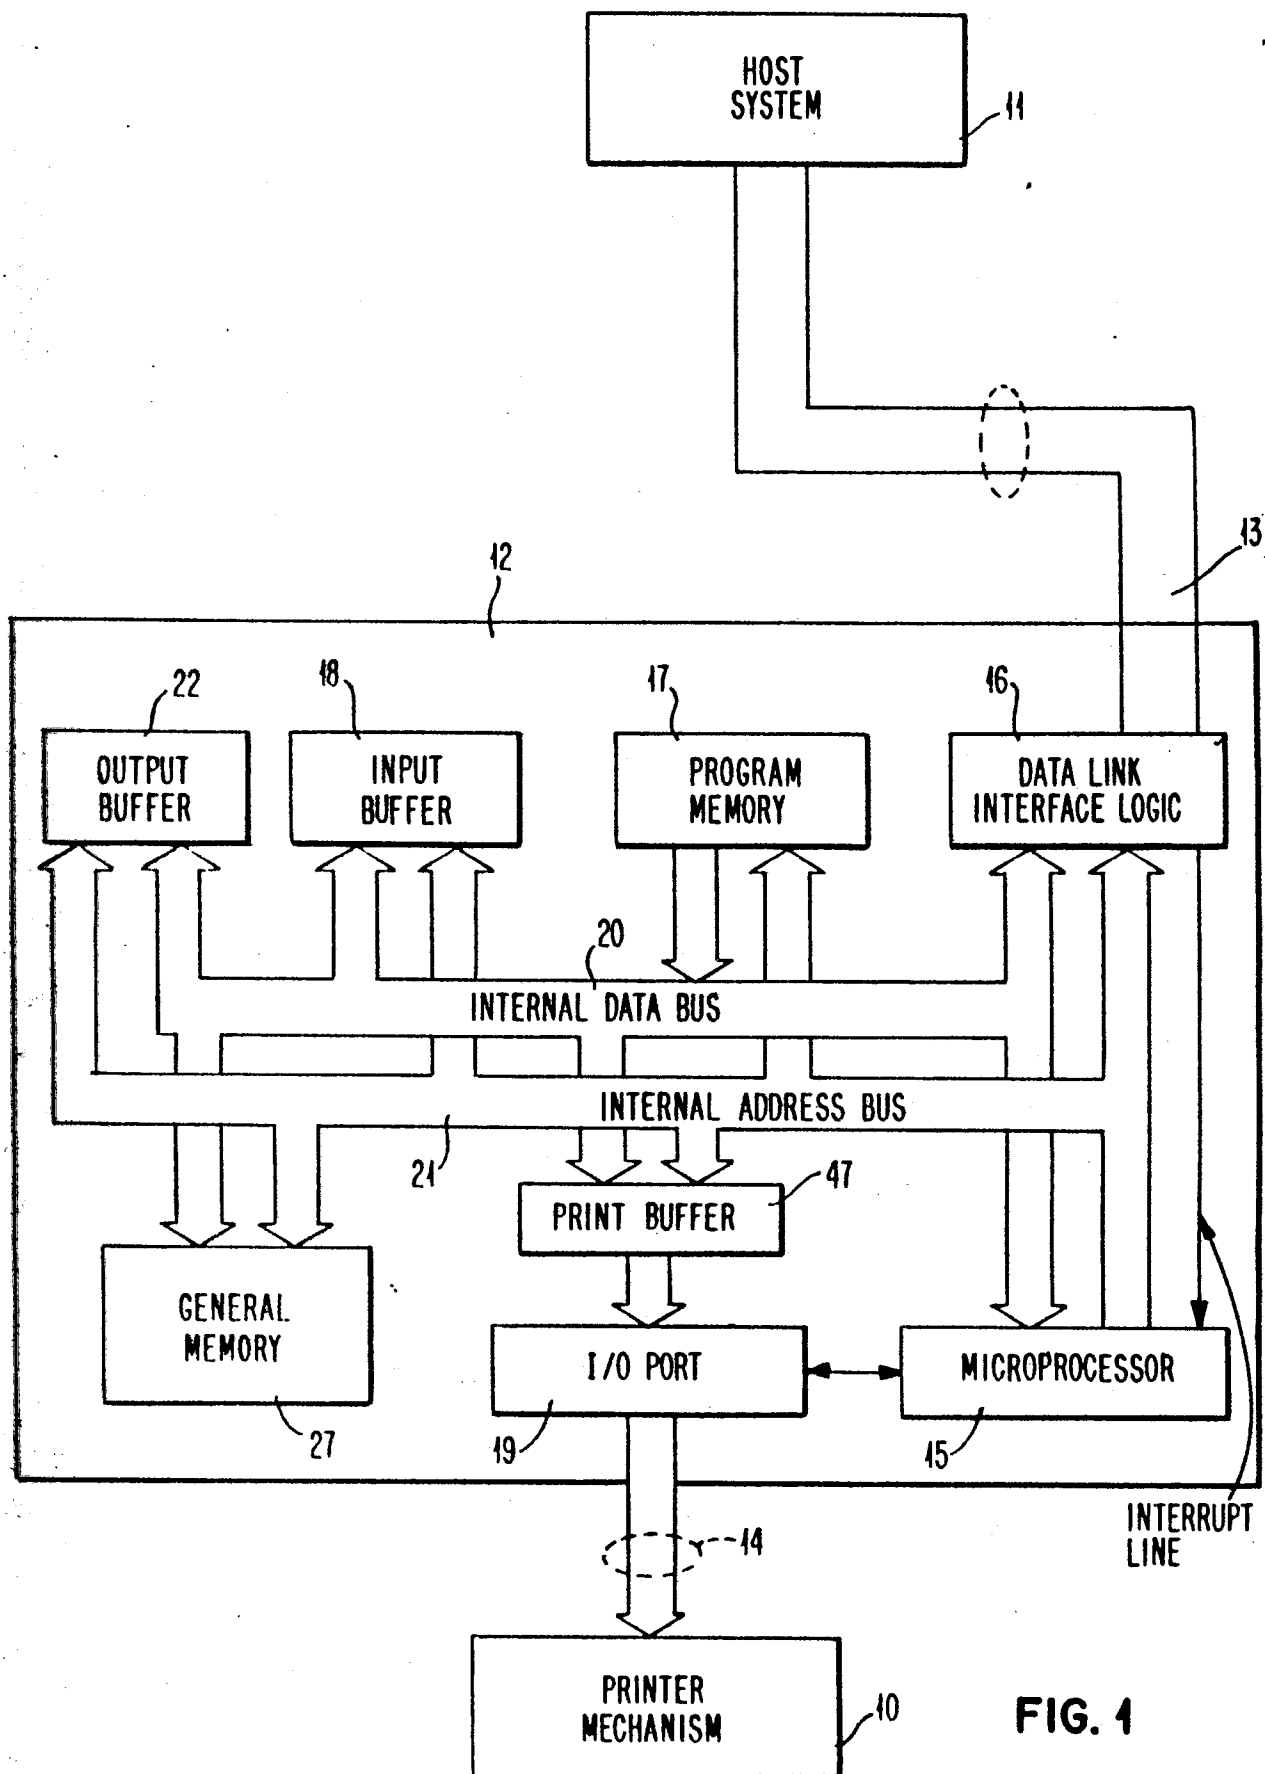 HOST
SYSTEM
11
13
12
22
18
17
16
OUTPUT
BUFFER
INPUT
BUFFER
PROGRAM
MEMORY
DATA LINK
INTERFACE LOGIC
20
INTERNAL DATA BUS
INTERNAL ADDRESS BUS
21
47
PRINT BUFFER
GENERAL
MEMORY
I/O PORT
MICROPROCESSOR
27
19
15
INTERRUPT
LINE
14
PRINTER
MECHANISM
10
FIG. 1